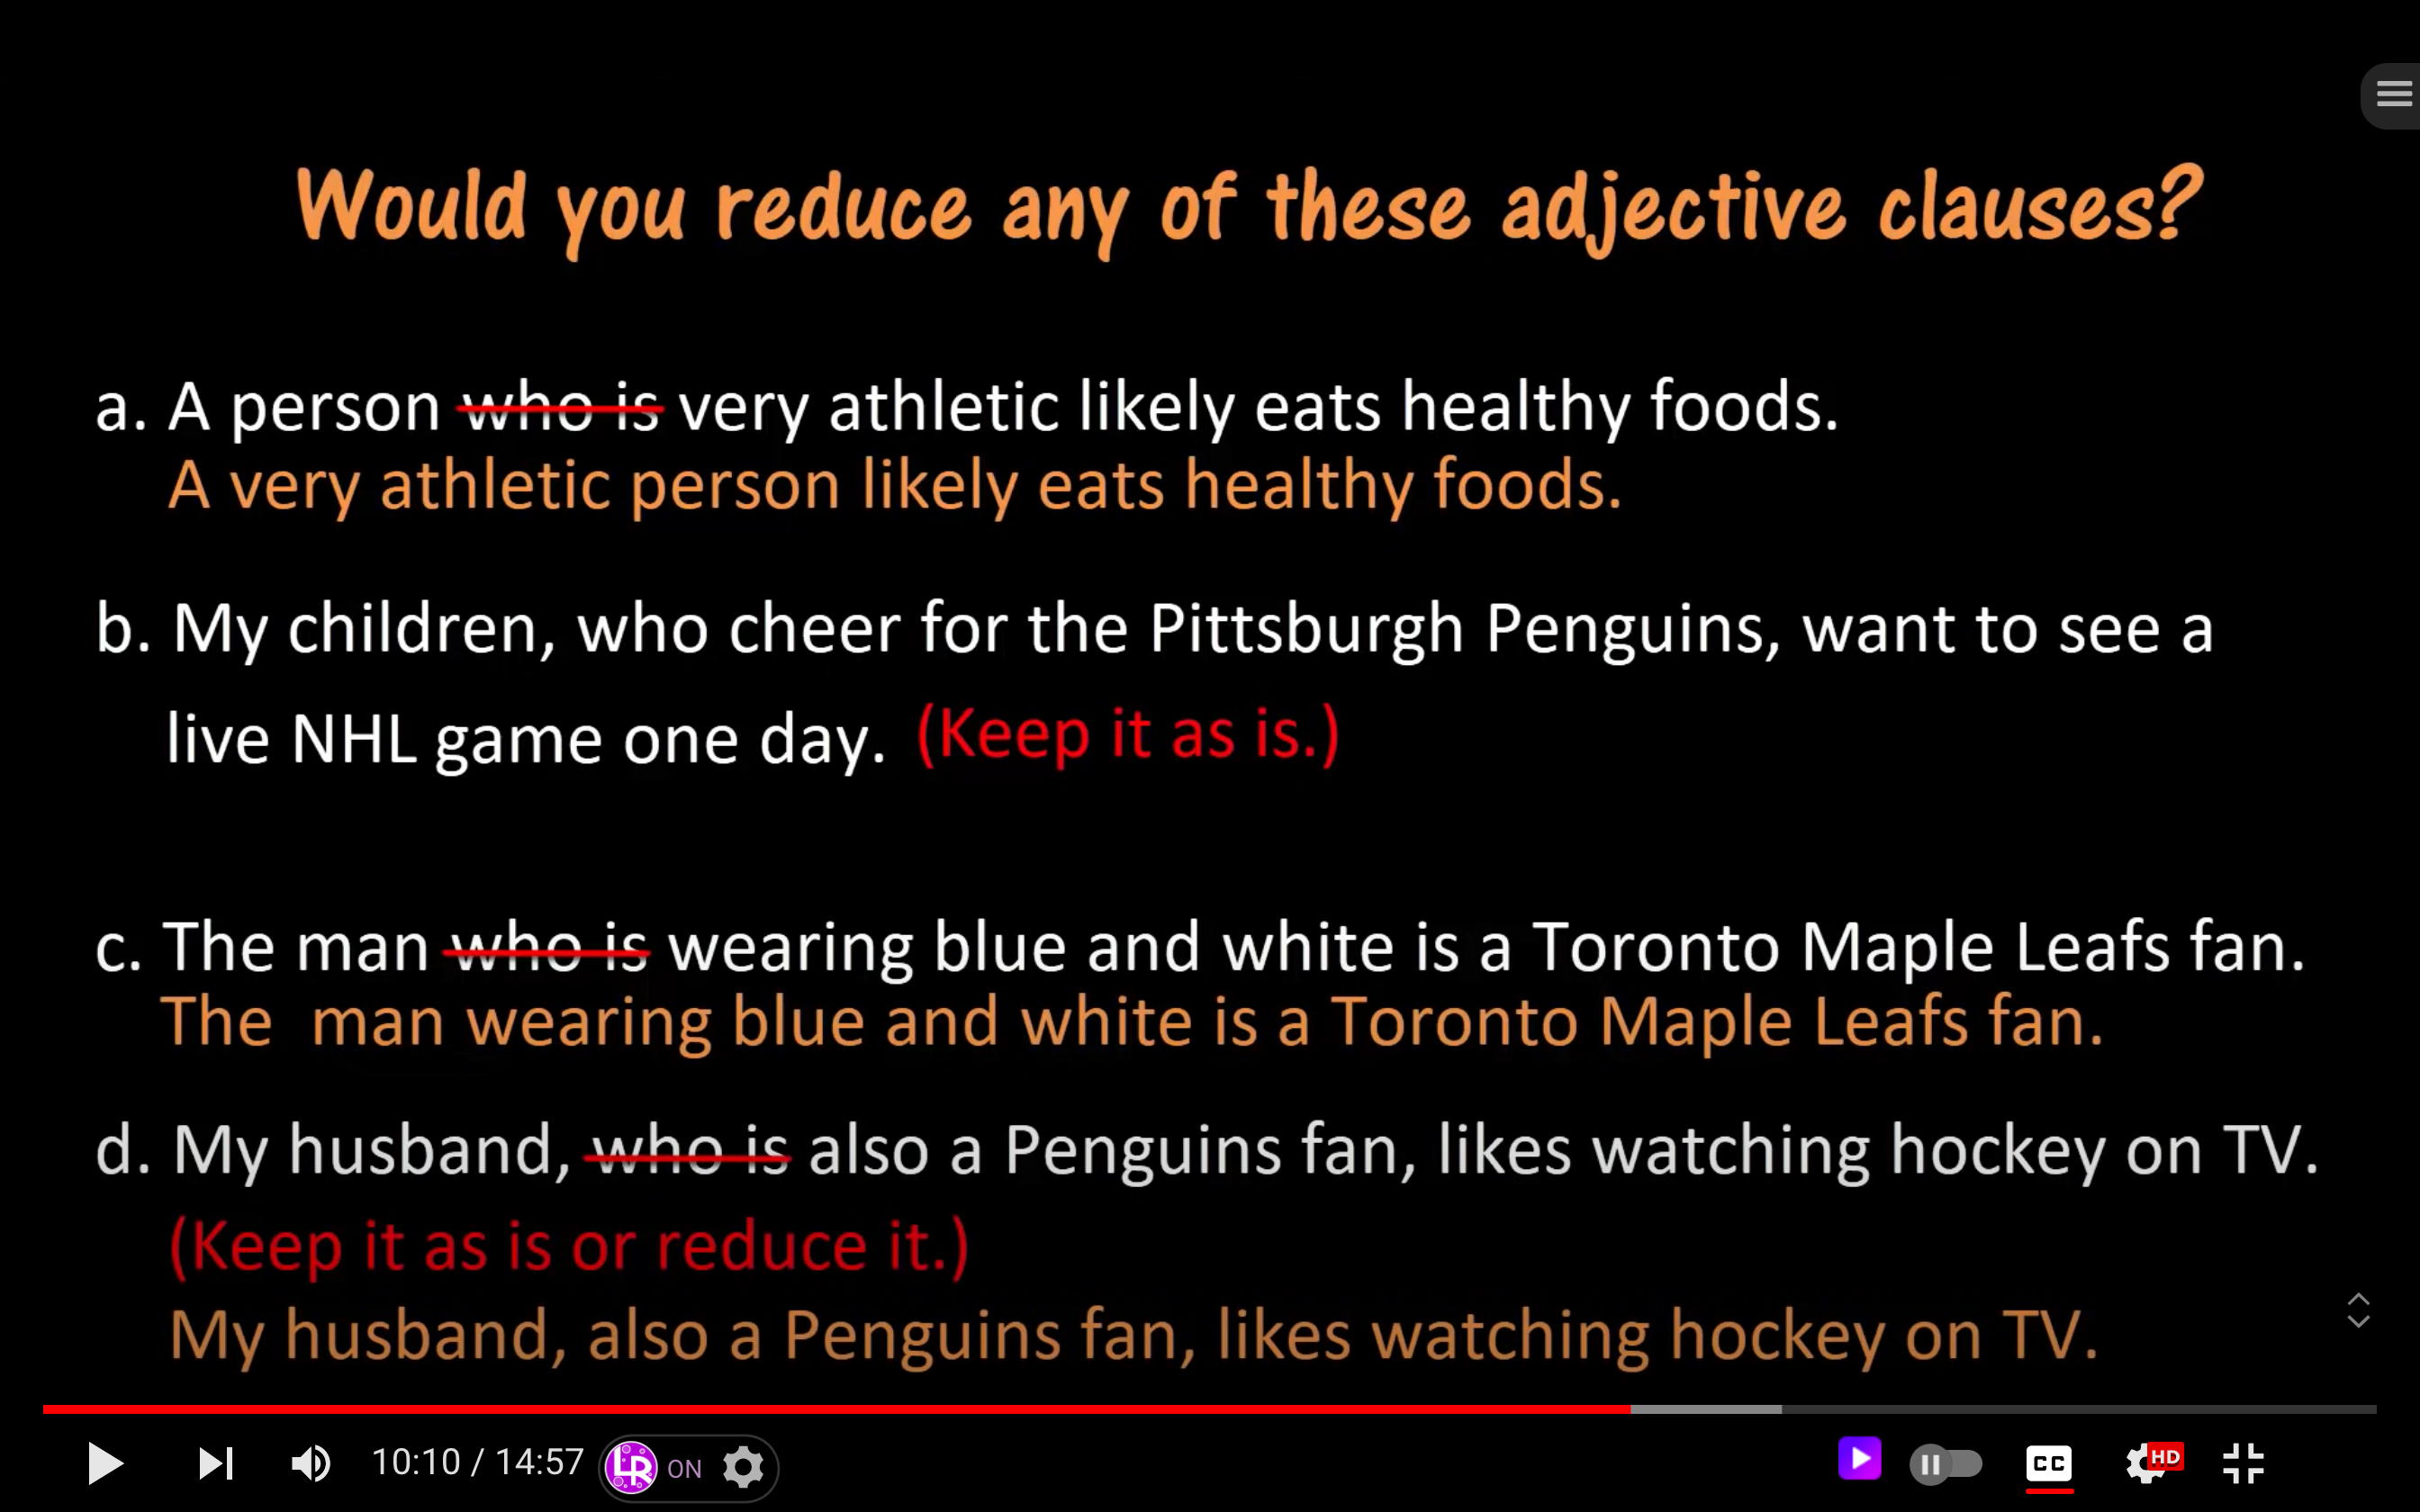 Would you reduce any of these adjective clauses?
a. A person who is very athletic likely eats healthy foods.
A very athletic person likely eats healthy foods.
b. My children, who cheer for the Pittsburgh Penguins, want to see a
live NHL game one day. (Keep it as is.)
c. The man who is wearing blue and white is a Toronto Maple Leafs fan.
The man wearing blue and white is a Toronto Maple Leafs fan.
d. My husband, who is also a Penguins fan, likes watching hockey on TV.
(Keep it as is or reduce it.)
My husband, also a Penguins fan, likes watching hockey on TV.
10:10 / 14:57 LR ON CC HD